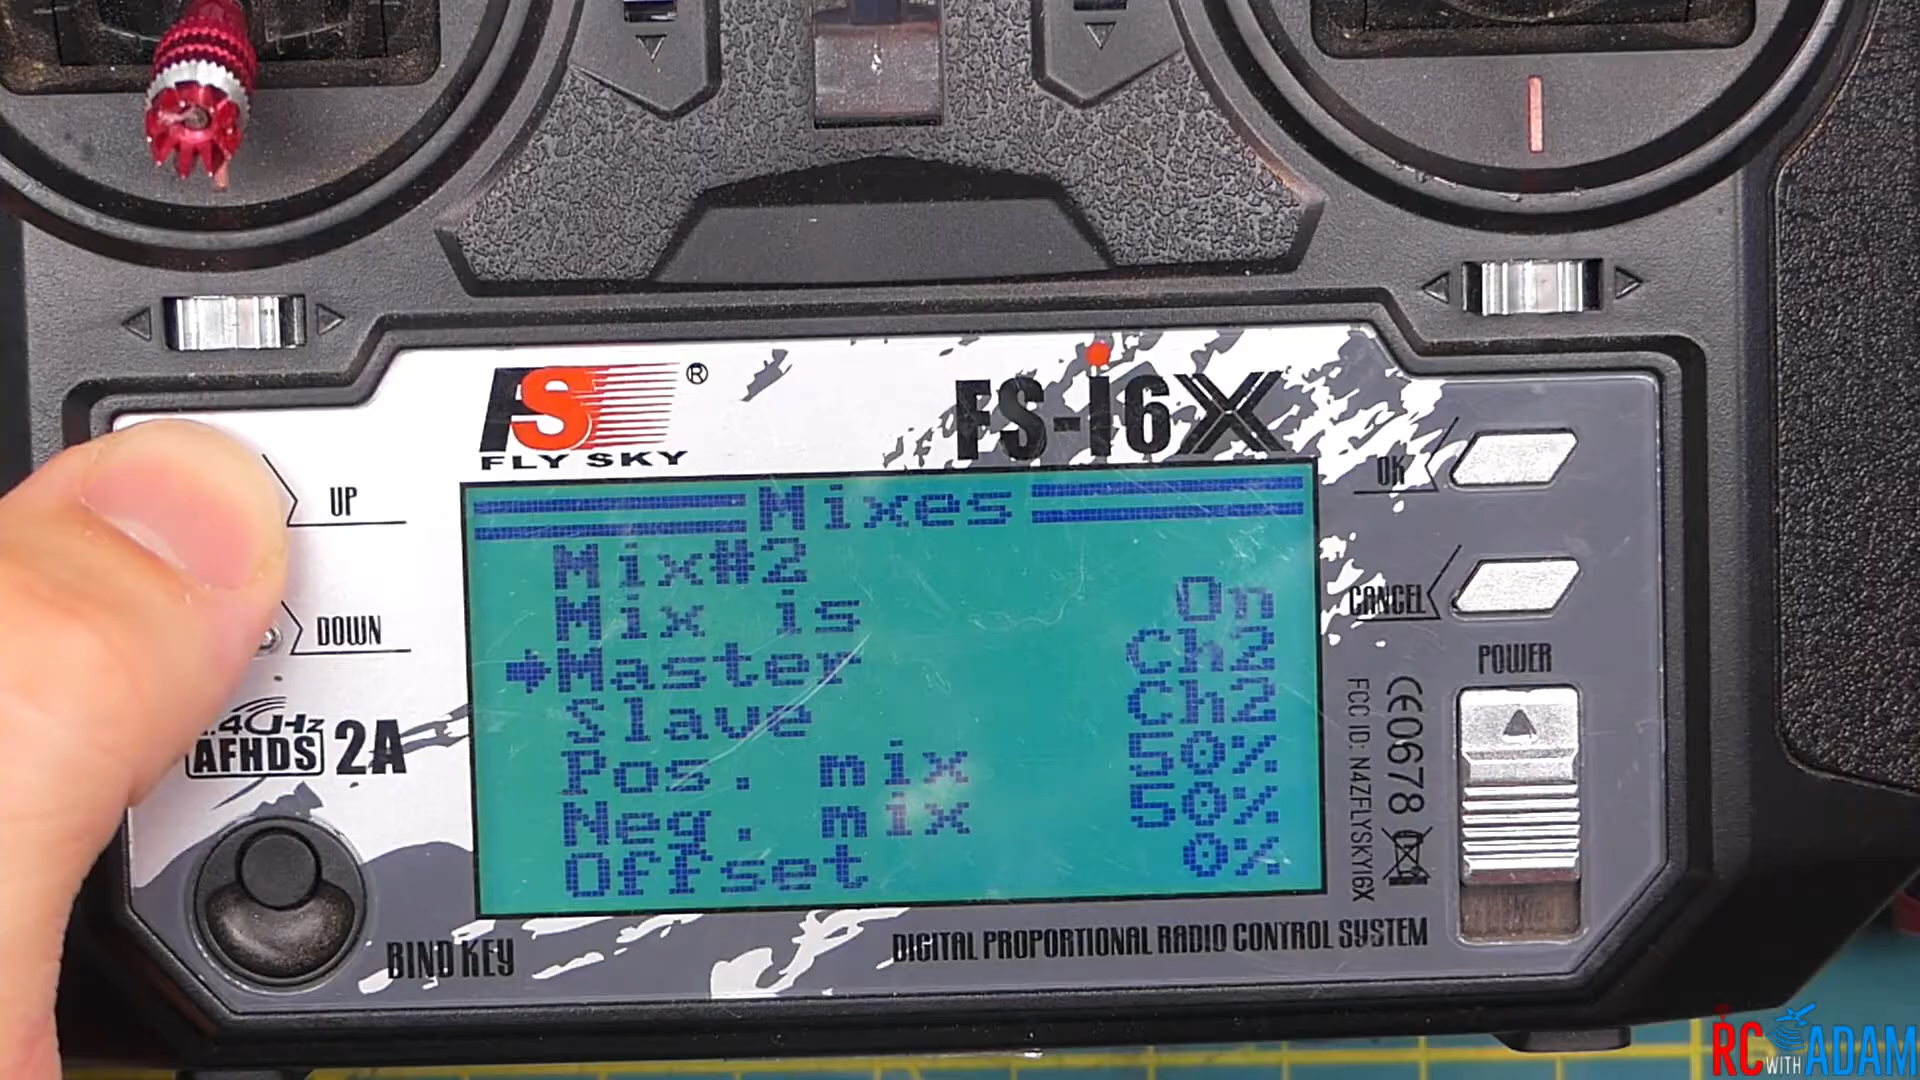 FS ®
FLY SKY
FS-i6X
UP
DOWN
OK
CANCEL
POWER
Mixes
Mix#2
Mix is On
Master Ch2
Slave Ch2
Pos. mix 50%
Neg. mix 50%
Offset 0%
.4GHz
AFHDS 2A
BIND KEY
CE0678
FCC ID: N4ZFLYSKYI6X
DIGITAL PROPORTIONAL RADIO CONTROL SYSTEM
RC WITH ADAM